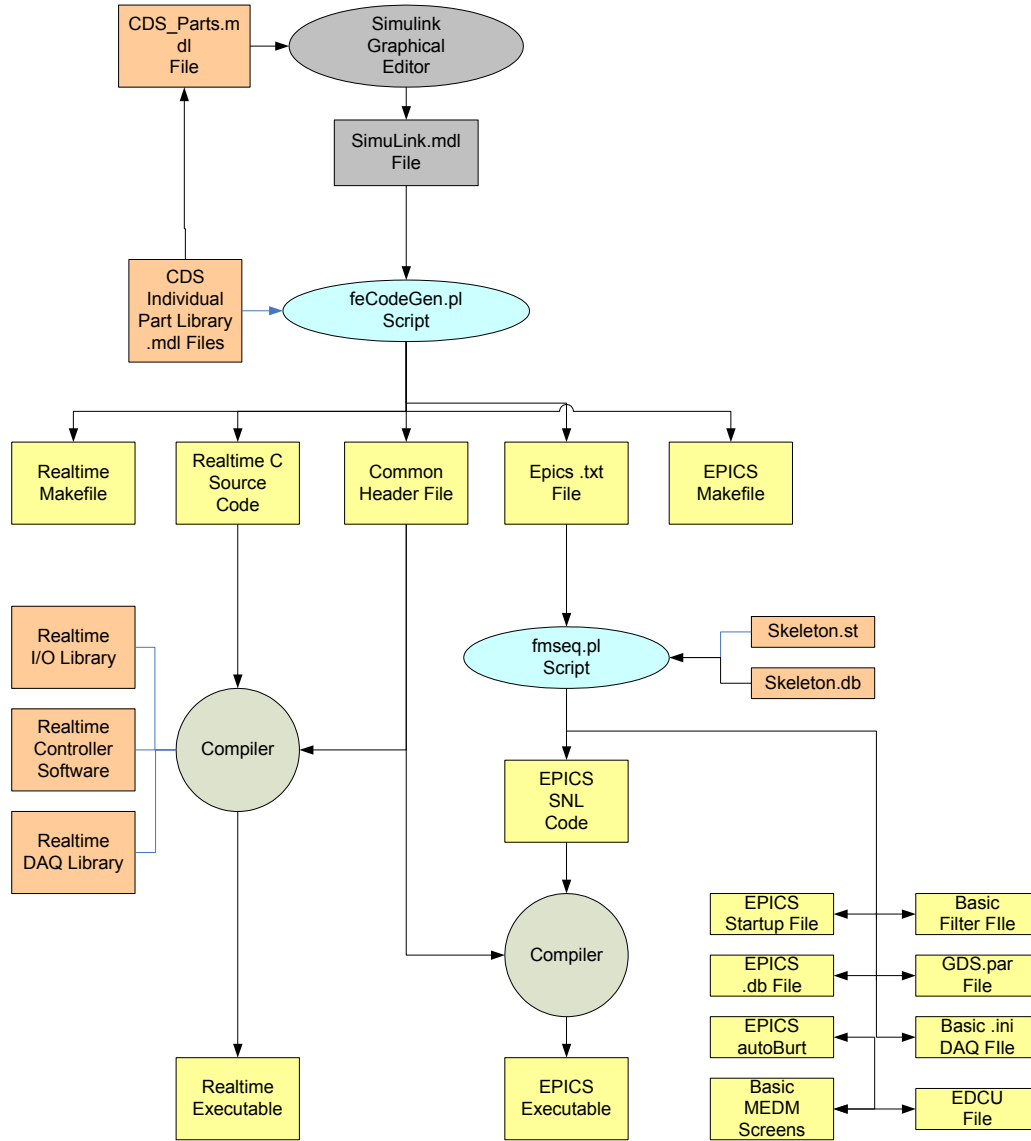 CDS_Parts.m
dl
File
Simulink
Graphical
Editor
SimuLink.mdl
File
CDS
Individual
Part Library
.mdl Files
feCodeGen.pl
Script
Realtime
Makefile
Realtime C
Source
Code
Common
Header File
Epics .txt
File
EPICS
Makefile
Realtime
I/O Library
Realtime
Controller
Software
Realtime
DAQ Library
Compiler
fmseq.pl
Script
Skeleton.st
Skeleton.db
EPICS
SNL
Code
Compiler
EPICS
Startup File
Basic
Filter FIle
EPICS
.db File
GDS.par
File
EPICS
autoBurt
Basic .ini
DAQ FIle
Basic
MEDM
Screens
EDCU
File
Realtime
Executable
EPICS
Executable